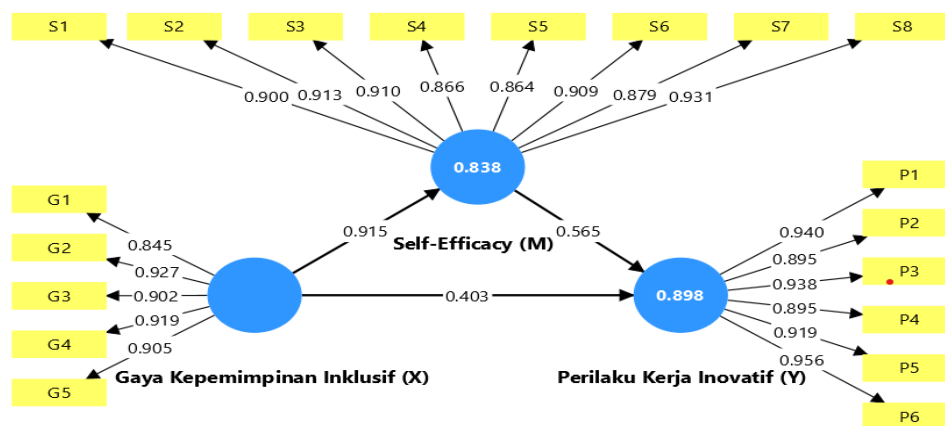 S1 S2 S3 S4 S5 S6 S7 S8
0.900 0.913 0.910 0.866 0.864 0.909 0.879 0.931
0.838
Self-Efficacy (M)
G1
G2
G3
G4
G5
0.845
0.927
0.902
0.919
0.905
0.915
0.565
0.403
Gaya Kepemimpinan Inklusif (X)
0.898
Perilaku Kerja Inovatif (Y)
0.940
0.895
0.938
0.895
0.919
0.956
P1
P2
P3
P4
P5
P6